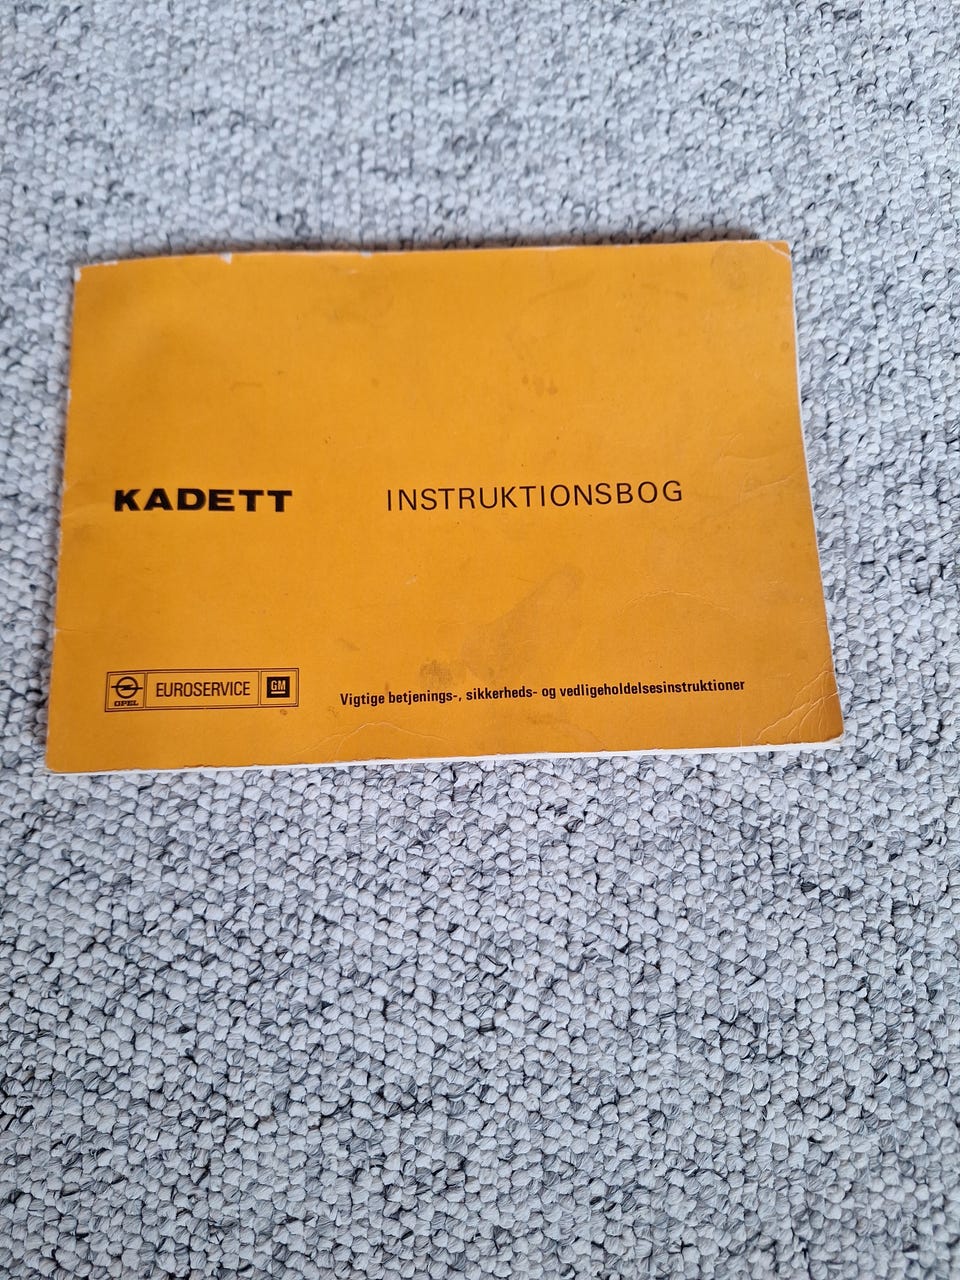 KADETT INSTRUKTIONSBOG
OPEL EUROSERVICE GM
Vigtige betjenings-, sikkerheds- og vedligeholdelsesinstruktioner